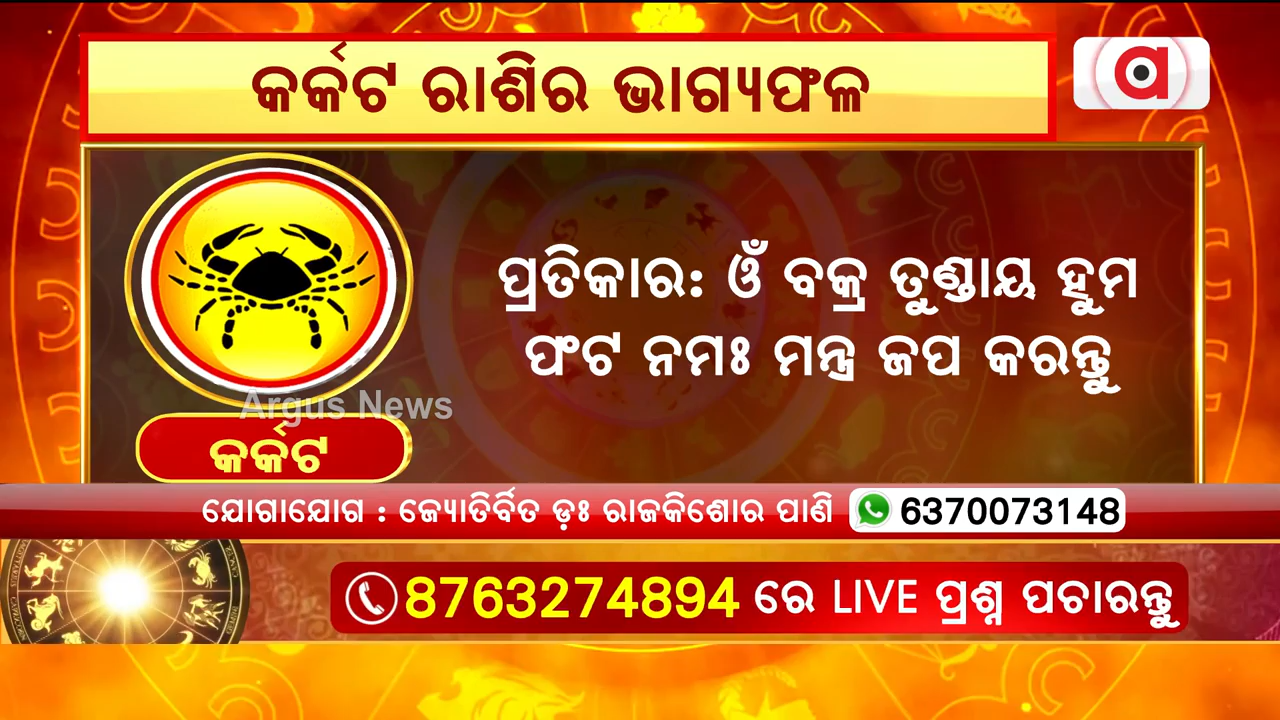 କର୍କଟ ରାଶିର ଭାଗ୍ୟଫଳ
a
ପ୍ରତିକାର: ଓଁ ବକ୍ର ତୁଣ୍ଡାୟ ହୁମ
ଫଟ ନମଃ ମନ୍ତ୍ର ଜପ କରନ୍ତୁ
Argus News
କର୍କଟ
ଯୋଗାଯୋଗ : ଜ୍ୟୋତିର୍ବିତ ଡ଼ଃ ରାଜକିଶୋର ପାଣି 6370073148
8763274894 ରେ LIVE ପ୍ରଶ୍ନ ପଚାରନ୍ତୁ